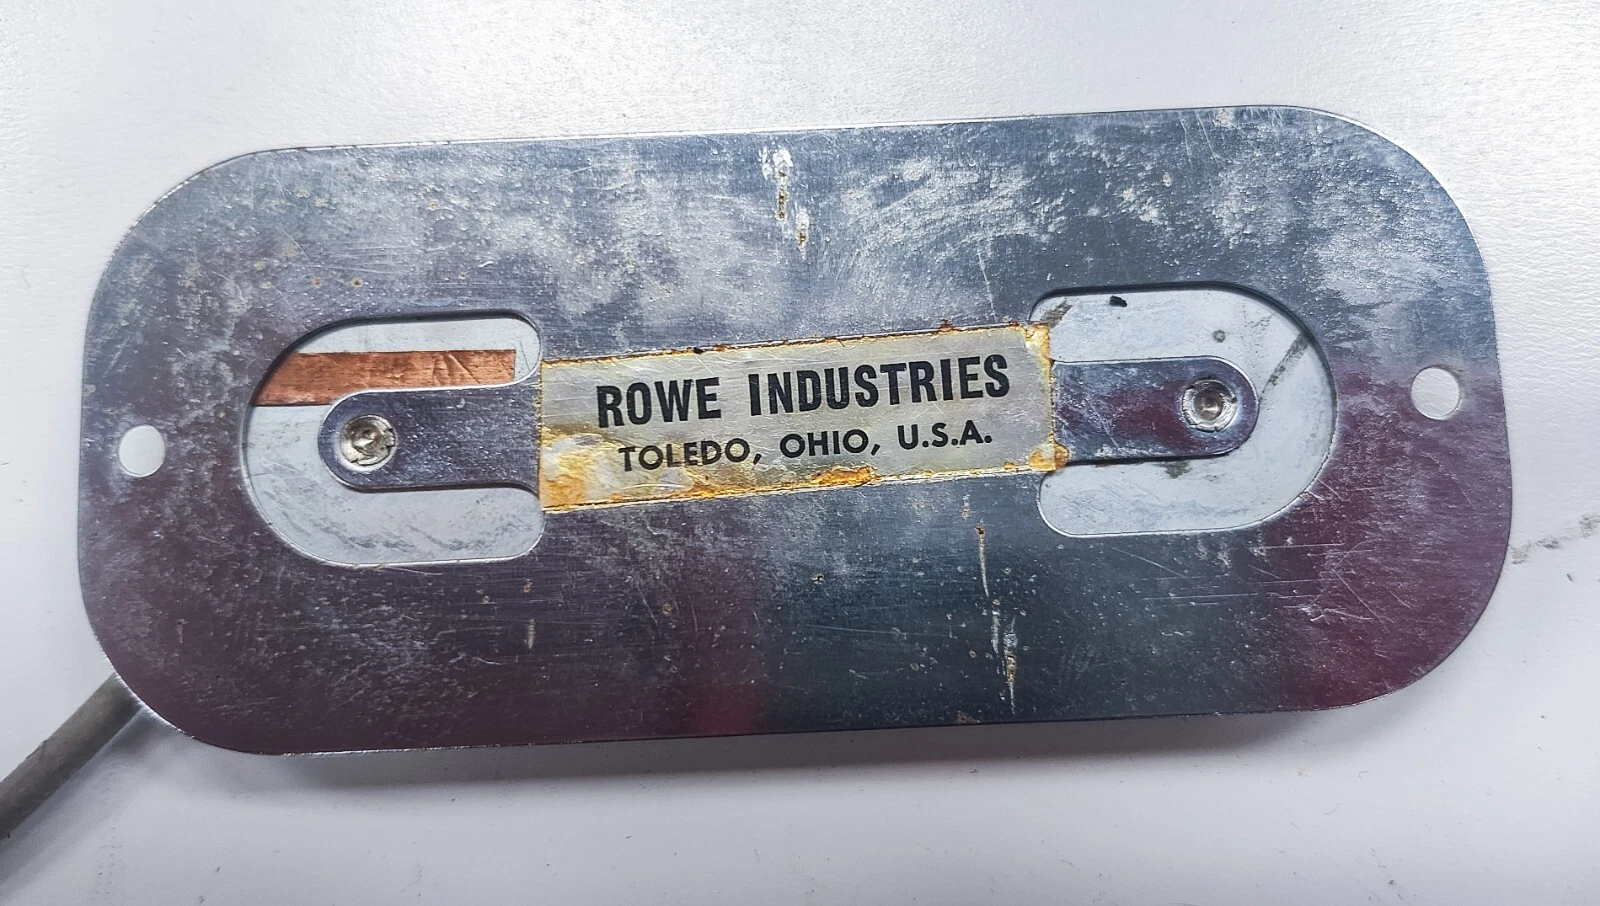 ROWE INDUSTRIES
TOLEDO, OHIO, U.S.A.